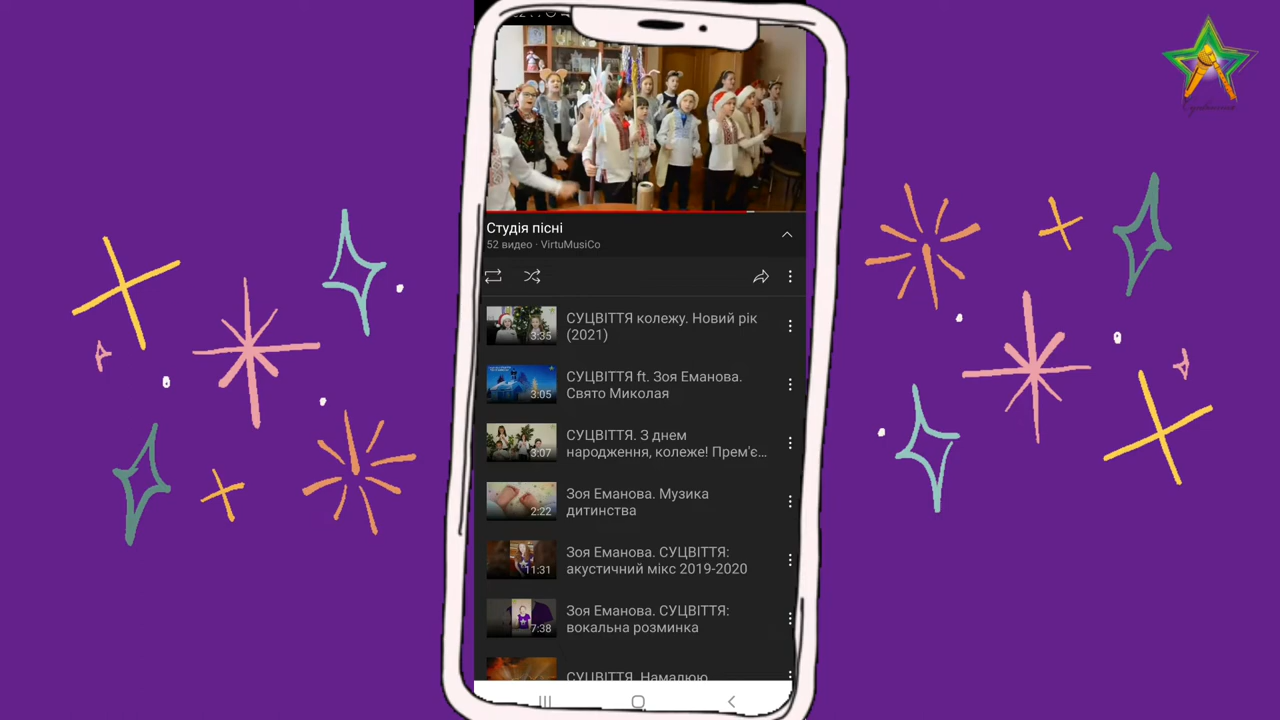 Студія пісні
52 видео · VirtuMusiCo
СУЦВІТТЯ колежу. Новий рік
(2021)
3:35
СУЦВІТТЯ ft. Зоя Еманова.
Свято Миколая
3:05
СУЦВІТТЯ. З днем
народження, колеже! Прем'є...
3:07
Зоя Еманова. Музика
дитинства
2:22
Зоя Еманова. СУЦВІТТЯ:
акустичний мікс 2019-2020
11:31
Зоя Еманова. СУЦВІТТЯ:
вокальна розминка
7:38
СУЦВІТТЯ. Намалюю